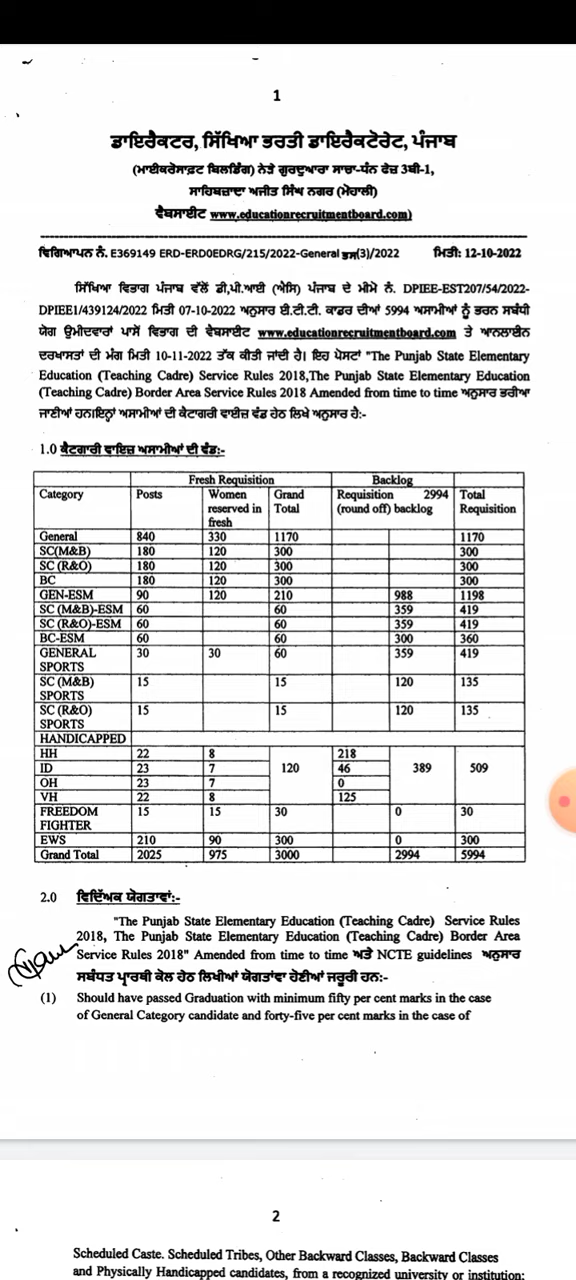 1
ਡਾਇਰੈਕਟਰ, ਸਿੱਖਿਆ ਭਰਤੀ ਡਾਇਰੈਕਟੋਰੇਟ, ਪੰਜਾਬ
(ਮਾਈਕਰੋਸਾਫਟ ਬਿਲਡਿੰਗ) ਨੇੜੇ ਗੁਰਦੁਆਰਾ ਸਾਚਾ-ਧੰਨ ਫੇਜ਼ 3ਬੀ-1,
ਸਾਹਿਬਜ਼ਾਦਾ ਅਜੀਤ ਸਿੰਘ ਨਗਰ (ਮੋਹਾਲੀ)
ਵੈਬਸਾਈਟ www.educationrecruitmentboard.com)
ਵਿਗਿਆਪਨ ਨੰ. E369149 ERD-ERD0EDRG/215/2022-General ਭਸ(3)/2022 ਮਿਤੀ: 12-10-2022
ਸਿੱਖਿਆ ਵਿਭਾਗ ਪੰਜਾਬ ਵੱਲੋਂ ਡੀ.ਪੀ.ਆਈ (ਐਸਿ) ਪੰਜਾਬ ਦੇ ਮੀਮੋ ਨੰ. DPIEE-EST207/54/2022-
DPIEE1/439124/2022 ਮਿਤੀ 07-10-2022 ਅਨੁਸਾਰ ਈ.ਟੀ.ਟੀ. ਕਾਡਰ ਦੀਆਂ 5994 ਅਸਾਮੀਆਂ ਨੂੰ ਭਰਨ ਸਬੰਧੀ
ਯੋਗ ਉਮੀਦਵਾਰਾਂ ਪਾਸੋਂ ਵਿਭਾਗ ਦੀ ਵੈਬਸਾਈਟ www.educationrecruitmentboard.com ਤੇ ਆਨਲਾਈਨ
ਦਰਖਾਸਤਾਂ ਦੀ ਮੰਗ ਮਿਤੀ 10-11-2022 ਤੱਕ ਕੀਤੀ ਜਾਂਦੀ ਹੈ। ਇਹ ਪੋਸਟਾਂ "The Punjab State Elementary
Education (Teaching Cadre) Service Rules 2018,The Punjab State Elementary Education
(Teaching Cadre) Border Area Service Rules 2018 Amended from time to time ਅਨੁਸਾਰ ਭਰੀਆ
ਜਾਣੀਆਂ ਹਨ।ਇਨ੍ਹਾਂ ਅਸਾਮੀਆਂ ਦੀ ਕੈਟਾਗਰੀ ਵਾਈਜ਼ ਵੰਡ ਹੇਠ ਲਿਖੇ ਅਨੁਸਾਰ ਹੈ:-
1.0 ਕੈਟਾਗਾਰੀ ਵਾਇਜ਼ ਅਸਾਮੀਆਂ ਦੀ ਵੰਡ:-
Fresh Requisition Backlog
Category Posts Women Grand Requisition 2994 Total
reserved in Total (round off) backlog Requisition
fresh
General 840 330 1170 1170
SC(M&B) 180 120 300 300
SC (R&O) 180 120 300 300
BC 180 120 300 300
GEN-ESM 90 120 210 988 1198
SC (M&B)-ESM 60 60 359 419
SC (R&O)-ESM 60 60 359 419
BC-ESM 60 60 300 360
GENERAL 30 30 60 359 419
SPORTS
SC (M&B) 15 15 120 135
SPORTS
SC (R&O) 15 15 120 135
SPORTS
HANDICAPPED
HH 22 8 218
ID 23 7 120 46 389 509
OH 23 7 0
VH 22 8 125
FREEDOM 15 15 30 0 30
FIGHTER
EWS 210 90 300 0 300
Grand Total 2025 975 3000 2994 5994
2.0 ਵਿਦਿੱਅਕ ਯੋਗਤਾਵਾਂ:-
"The Punjab State Elementary Education (Teaching Cadre) Service Rules
2018, The Punjab State Elementary Education (Teaching Cadre) Border Area
Service Rules 2018" Amended from time to time ਅਤੇ NCTE guidelines ਅਨੁਸਾਰ
ਸਬੰਧਤ ਪ੍ਰਾਰਥੀ ਕੋਲ ਹੇਠ ਲਿਖੀਆਂ ਯੋਗਤਾਂਵਾ ਹੋਣੀਆਂ ਜਰੂਰੀ ਹਨ:-
(1) Should have passed Graduation with minimum fifty per cent marks in the case
of General Category candidate and forty-five per cent marks in the case of
2
Scheduled Caste. Scheduled Tribes, Other Backward Classes, Backward Classes
and Physically Handicapped candidates, from a recognized university or institution;